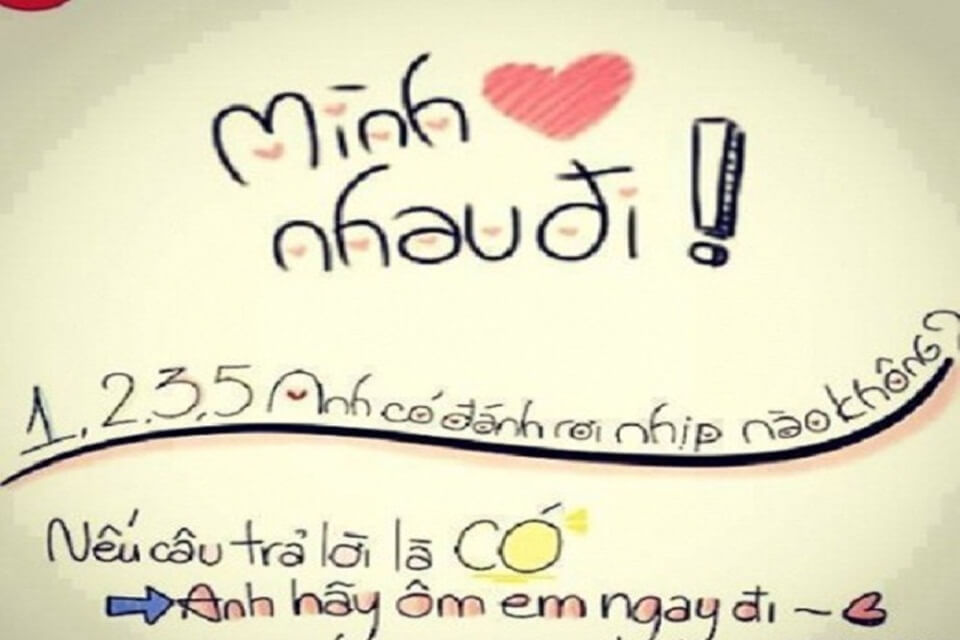 Mình
nhau đi!
1, 2, 3, 5 Anh có đánh rơi nhịp nào không?
Nếu câu trả lời là CÓ
Anh hãy ôm em ngay đi ~